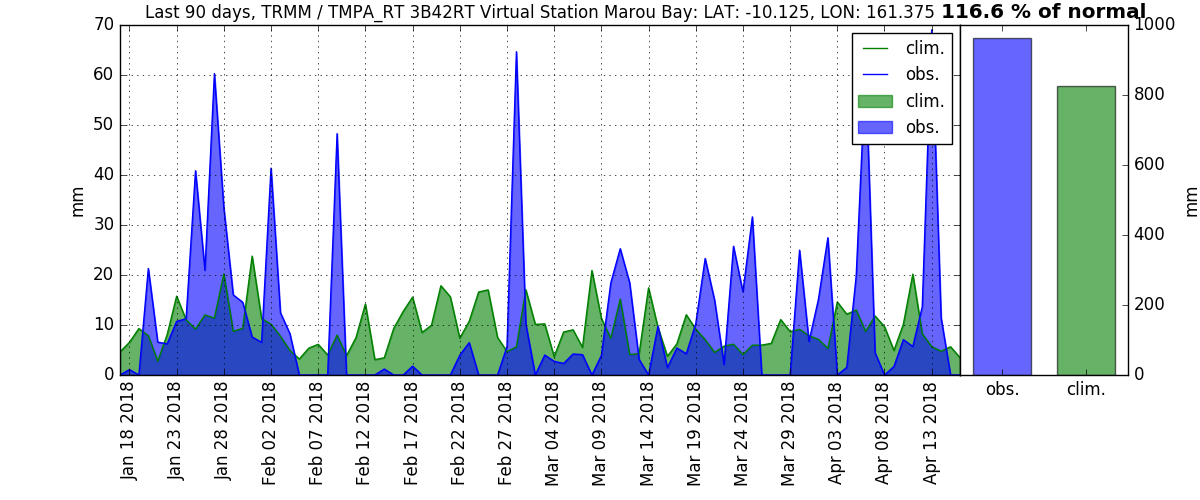 Last 90 days, TRMM / TMPA_RT 3B42RT Virtual Station Marou Bay: LAT: -10.125, LON: 161.375 116.6 % of normal
70
60
50
40
30
20
10
0
mm
clim.
obs.
clim.
obs.
1000
800
600
400
200
0
mm
Jan 18 2018
Jan 23 2018
Jan 28 2018
Feb 02 2018
Feb 07 2018
Feb 12 2018
Feb 17 2018
Feb 22 2018
Feb 27 2018
Mar 04 2018
Mar 09 2018
Mar 14 2018
Mar 19 2018
Mar 24 2018
Mar 29 2018
Apr 03 2018
Apr 08 2018
Apr 13 2018
obs.
clim.